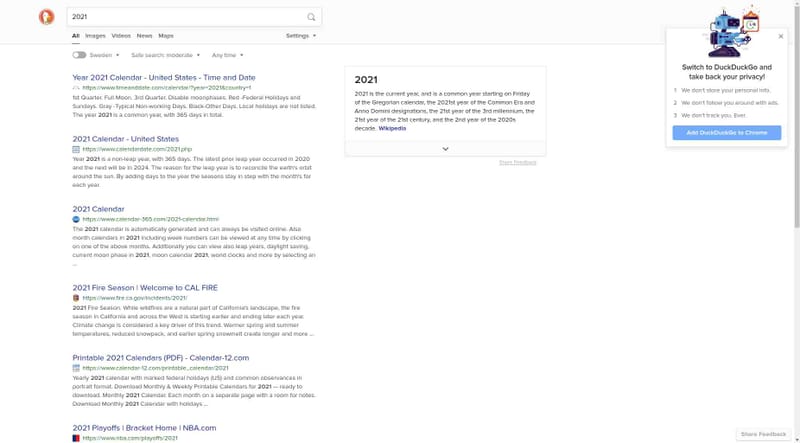 2021
All Images Videos News Maps Settings
Sweden Safe search: moderate Any time
Year 2021 Calendar - United States - Time and Date
https://www.timeanddate.com/calendar/?year=2021&country=1
1st Quarter. Full Moon. 3rd Quarter. Disable moonphases. Red -Federal Holidays and
Sundays. Gray -Typical Non-working Days. Black-Other Days. Local holidays are not listed.
The year 2021 is a common year, with 365 days in total.
2021 Calendar - United States
https://www.calendardate.com/2021.php
Year 2021 is a non-leap year, with 365 days. The latest prior leap year occurred in 2020
and the next will be in 2024. The reason for the leap year is to reconcile the earth's orbit
around the sun. By adding days to the year the seasons stay in step with the month's for
each year
2021 Calendar
https://www.calendar-365.com/2021-calendar.html
The 2021 calendar is automatically generated and can always be visited online. Also
month calendars in 2021 including week numbers can be viewed at any time by clicking
on one of the above months. Additionally you can view also leap years, daylight saving,
current moon phase in 2021, moon calendar 2021, world clocks and more by selecting an
...
2021 Fire Season | Welcome to CAL FIRE
https://www.fire.ca.gov/incidents/2021/
2021 Fire Season. While wildfires are a natural part of California's landscape, the fire
season in California and across the West is starting earlier and ending later each year.
Climate change is considered a key driver of this trend. Warmer spring and summer
temperatures, reduced snowpack, and earlier spring snowmelt create longer and more ...
Printable 2021 Calendars (PDF) - Calendar-12.com
https://www.calendar-12.com/printable_calendar/2021
Yearly 2021 calendar with marked federal holidays (US) and common observances in
portrait format. Download Monthly & Weekly Printable Calendars for 2021 — ready to
download. Monthly 2021 Calendar. Each month on a separate page with a room for notes.
Download Monthly 2021 Calendar with holidays ...
2021 Playoffs | Bracket Home | NBA.com
https://www.nba.com/playoffs/2021
2021
2021 is the current year, and is a common year starting on Friday
of the Gregorian calendar, the 2021st year of the Common Era and
Anno Domini designations, the 21st year of the 3rd millennium, the
21st year of the 21st century, and the 2nd year of the 2020s
decade. Wikipedia
Share Feedback
Switch to DuckDuckGo and
take back your privacy!
1 We don't store your personal info.
2 We don't follow you around with ads.
3 We don't track you. Ever.
Add DuckDuckGo to Chrome
Share Feedback